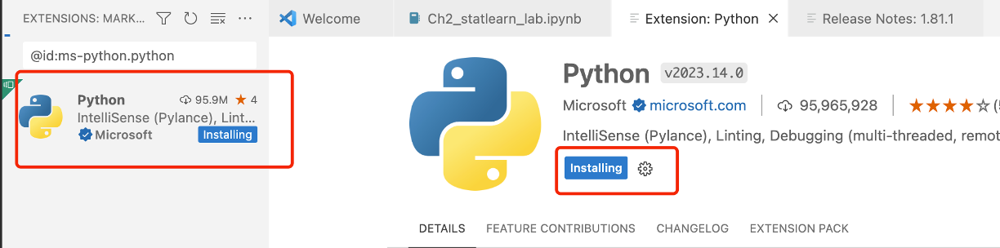 EXTENSIONS: MARK...
@id:ms-python.python
Python 95.9M 4
IntelliSense (Pylance), Lint...
Microsoft Installing
Welcome Ch2_statlearn_lab.ipynb Extension: Python Release Notes: 1.81.1
Python v2023.14.0
Microsoft microsoft.com 95,965,928
IntelliSense (Pylance), Linting, Debugging (multi-threaded, remot
Installing
DETAILS FEATURE CONTRIBUTIONS CHANGELOG EXTENSION PACK